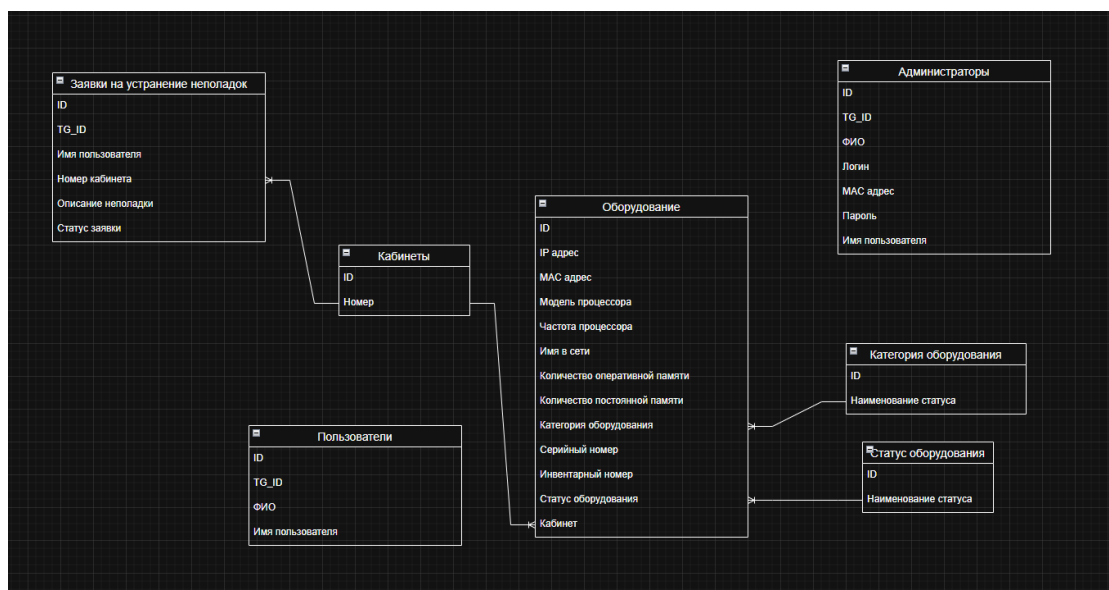 Заявки на устранение неполадок
ID
TG_ID
Имя пользователя
Номер кабинета
Описание неполадки
Статус заявки
Кабинеты
ID
Номер
Пользователи
ID
TG_ID
ФИО
Имя пользователя
Оборудование
ID
IP адрес
MAC адрес
Модель процессора
Частота процессора
Имя в сети
Количество оперативной памяти
Количество постоянной памяти
Категория оборудования
Серийный номер
Инвентарный номер
Статус оборудования
Кабинет
Администраторы
ID
TG_ID
ФИО
Логин
MAC адрес
Пароль
Имя пользователя
Категория оборудования
ID
Наименование статуса
Статус оборудования
ID
Наименование статуса